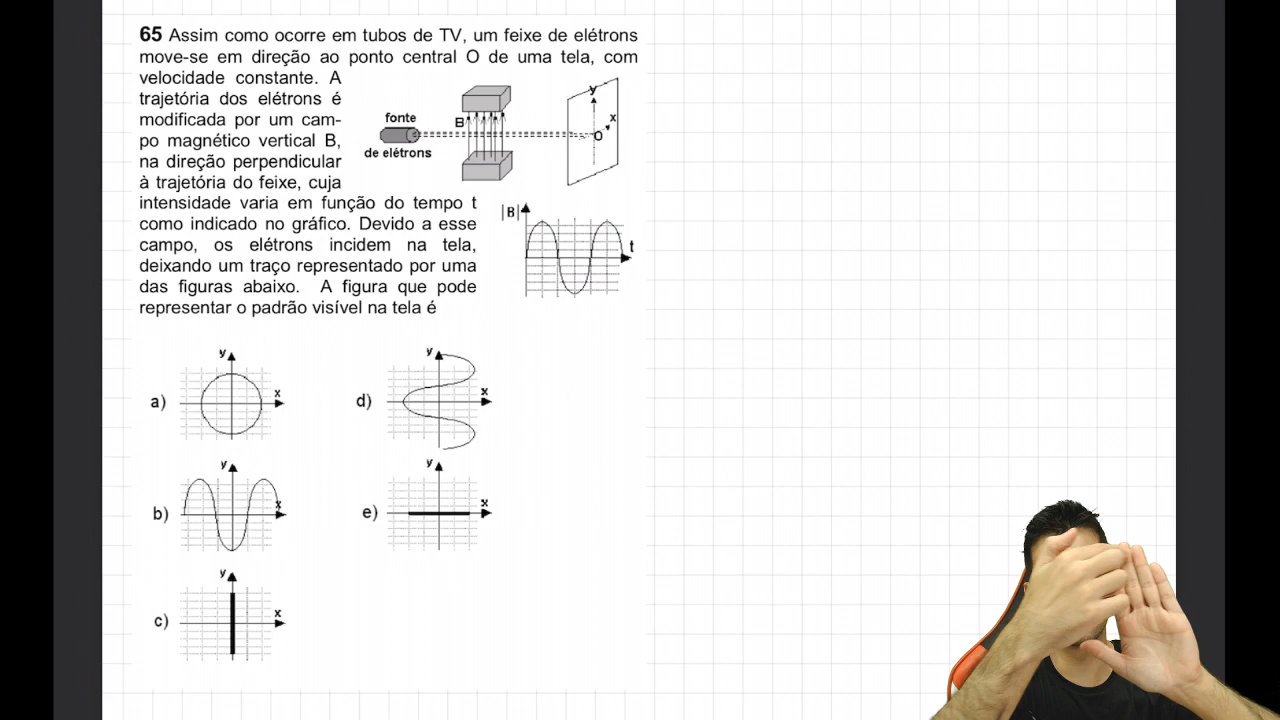 65 Assim como ocorre em tubos de TV, um feixe de elétrons
move-se em direção ao ponto central O de uma tela, com
velocidade constante. A
trajetória dos elétrons é
modificada por um cam-
po magnético vertical B,
na direção perpendicular
à trajetória do feixe, cuja
intensidade varia em função do tempo t
como indicado no gráfico. Devido a esse
campo, os elétrons incidem na tela,
deixando um traço representado por uma
das figuras abaixo. A figura que pode
representar o padrão visível na tela é
fonte
de elétrons
B
y
x
O
|B|
t
a)
y
x
d)
y
x
b)
y
x
e)
y
x
c)
y
x